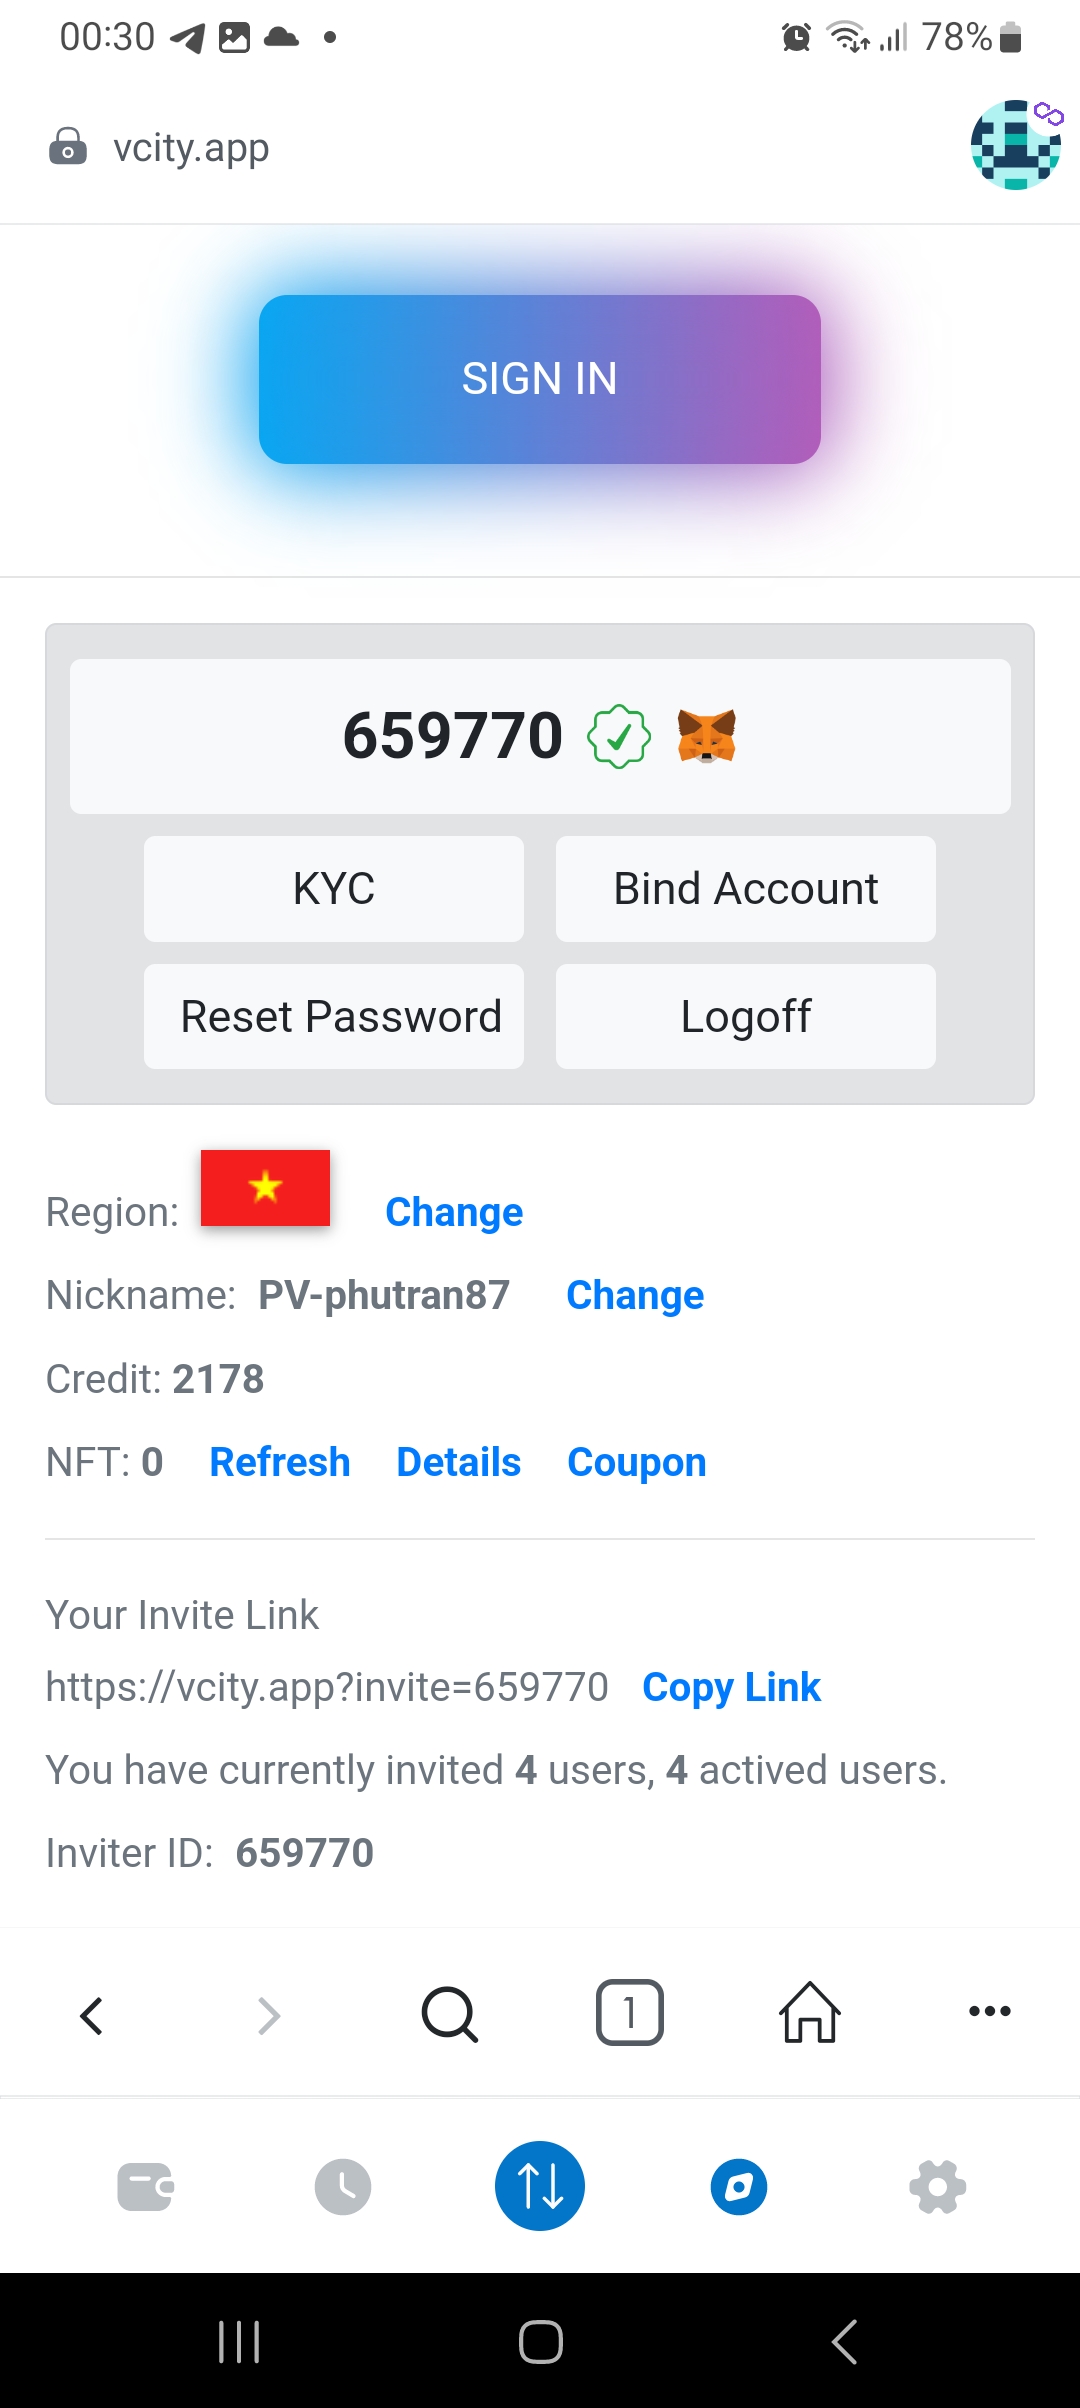 00:30 78%
vcity.app
SIGN IN
659770
KYC Bind Account
Reset Password Logoff
Region: Change
Nickname: PV-phutran87 Change
Credit: 2178
NFT: 0 Refresh Details Coupon
Your Invite Link
https://vcity.app?invite=659770 Copy Link
You have currently invited 4 users, 4 actived users.
Inviter ID: 659770
1